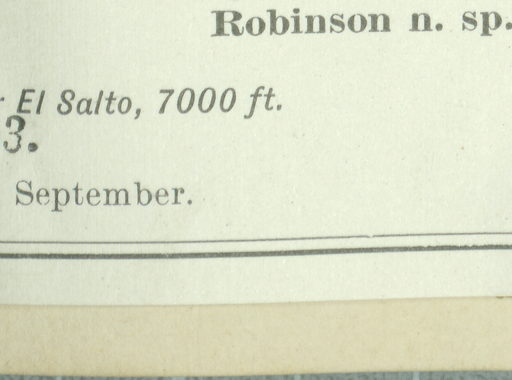 Robinson n. sp.
El Salto, 7000 ft.
3.
September.